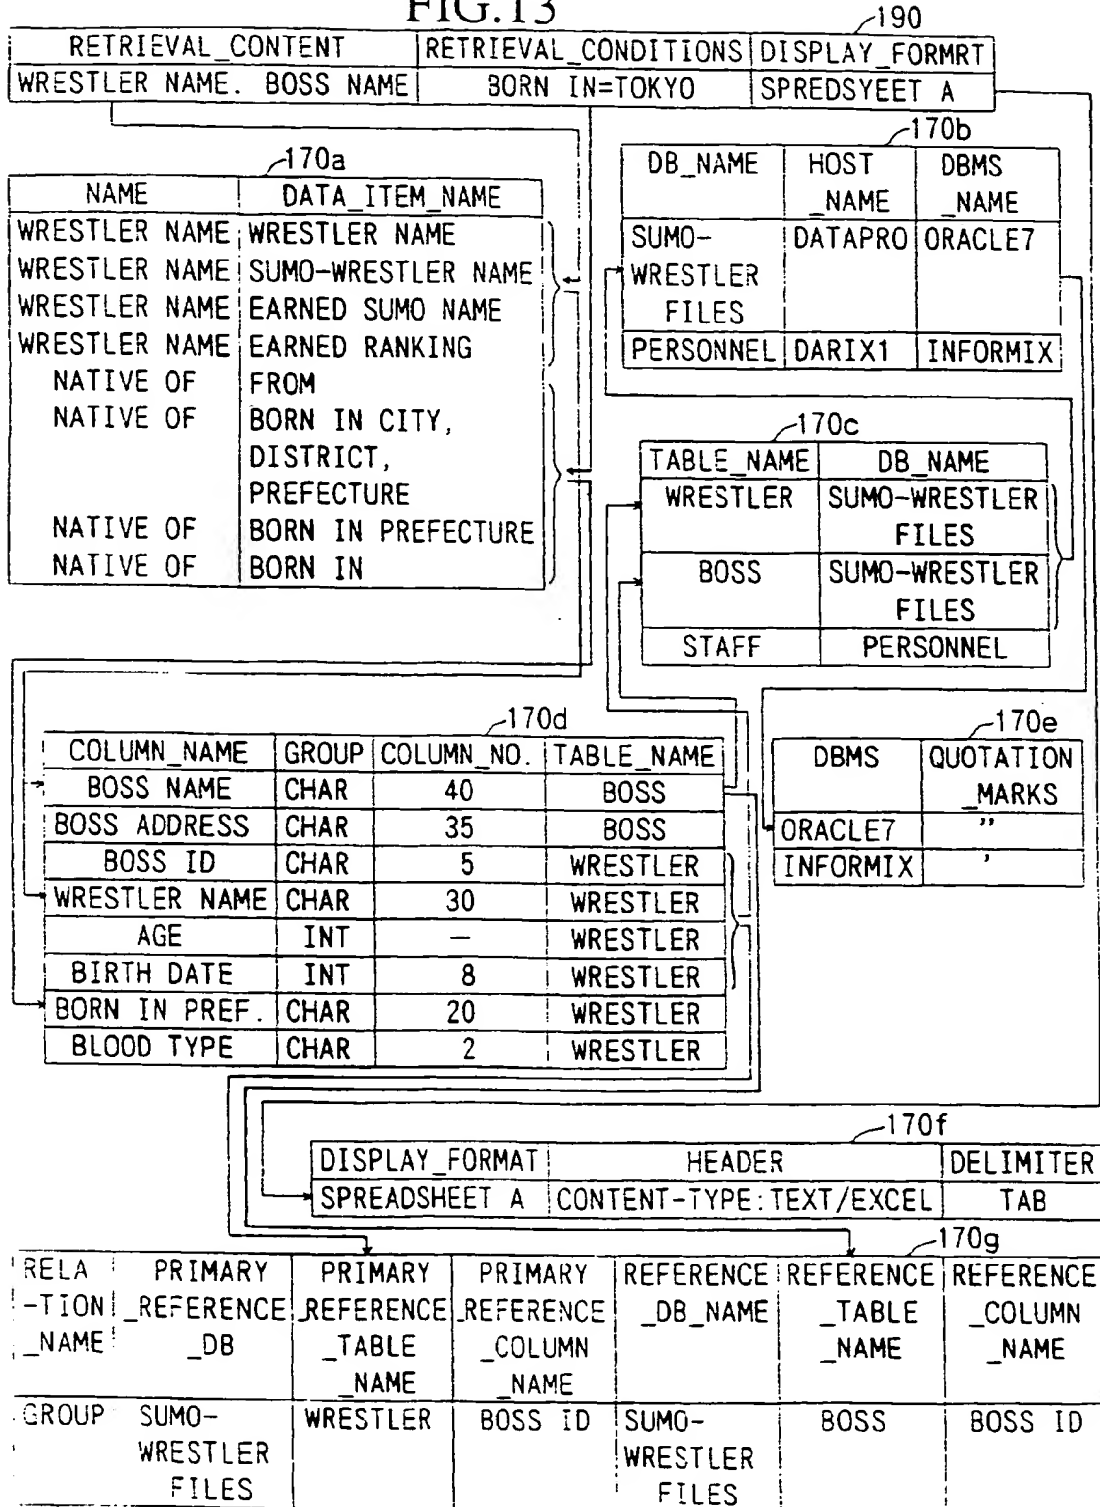 FIG.13
190
RETRIEVAL_CONTENT RETRIEVAL_CONDITIONS DISPLAY_FORMRT
WRESTLER NAME. BOSS NAME BORN IN=TOKYO SPREDSYEET A
170a
NAME DATA_ITEM_NAME
WRESTLER NAME WRESTLER NAME
WRESTLER NAME SUMO-WRESTLER NAME
WRESTLER NAME EARNED SUMO NAME
WRESTLER NAME EARNED RANKING
NATIVE OF FROM
NATIVE OF BORN IN CITY,
DISTRICT,
PREFECTURE
NATIVE OF BORN IN PREFECTURE
NATIVE OF BORN IN
170b
DB_NAME HOST DBMS
_NAME _NAME
SUMO- DATAPRO ORACLE7
WRESTLER
FILES
PERSONNEL DARIX1 INFORMIX
170c
TABLE_NAME DB_NAME
WRESTLER SUMO-WRESTLER
FILES
BOSS SUMO-WRESTLER
FILES
STAFF PERSONNEL
170d
COLUMN_NAME GROUP COLUMN_NO. TABLE_NAME
BOSS NAME CHAR 40 BOSS
BOSS ADDRESS CHAR 35 BOSS
BOSS ID CHAR 5 WRESTLER
WRESTLER NAME CHAR 30 WRESTLER
AGE INT — WRESTLER
BIRTH DATE INT 8 WRESTLER
BORN IN PREF. CHAR 20 WRESTLER
BLOOD TYPE CHAR 2 WRESTLER
170e
DBMS QUOTATION
_MARKS
ORACLE7 ”
INFORMIX ’
170f
DISPLAY_FORMAT HEADER DELIMITER
SPREADSHEET A CONTENT-TYPE:TEXT/EXCEL TAB
170g
RELA PRIMARY PRIMARY PRIMARY REFERENCE REFERENCE REFERENCE
-TION _REFERENCE _REFERENCE _REFERENCE _DB_NAME _TABLE _COLUMN
_NAME _DB _TABLE _COLUMN _NAME _NAME
_NAME _NAME
GROUP SUMO- WRESTLER BOSS ID SUMO- BOSS BOSS ID
WRESTLER WRESTLER
FILES FILES